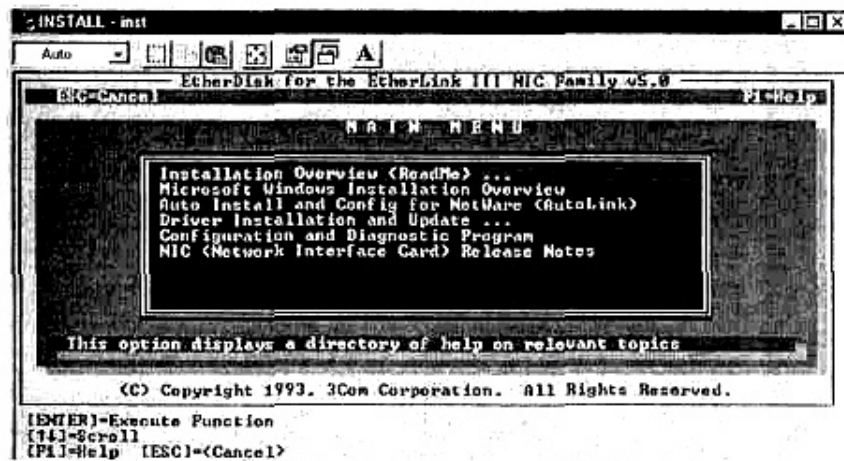 INSTALL - inst
Auto
A
EtherDisk for the EtherLink III NIC Family v5.0
ESC=Cancel F1=Help
MAIN MENU
Installation Overview (ReadMe) ...
Microsoft Windows Installation Overview
Auto Install and Config for NetWare (AutoLink)
Driver Installation and Update ...
Configuration and Diagnostic Program
NIC (Network Interface Card) Release Notes
This option displays a directory of help on relevant topics
(C) Copyright 1993, 3Com Corporation. All Rights Reserved.
[ENTER]=Execute Function
[↑↓]=Scroll
[F1]=Help [ESC]=<Cancel>